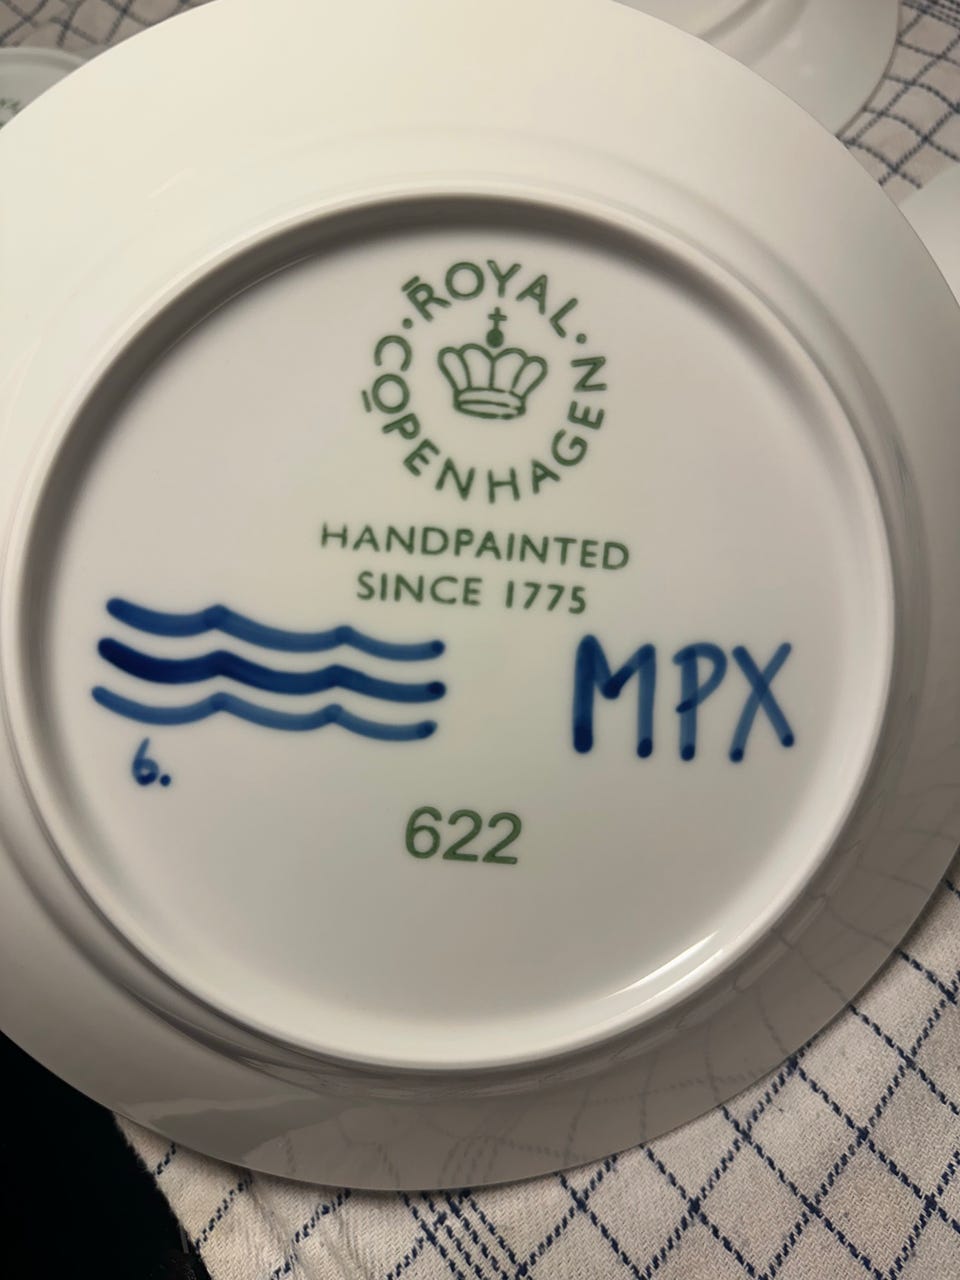 ROYAL · COPENHAGEN ·
HANDPAINTED
SINCE 1775
MPX
6.
622